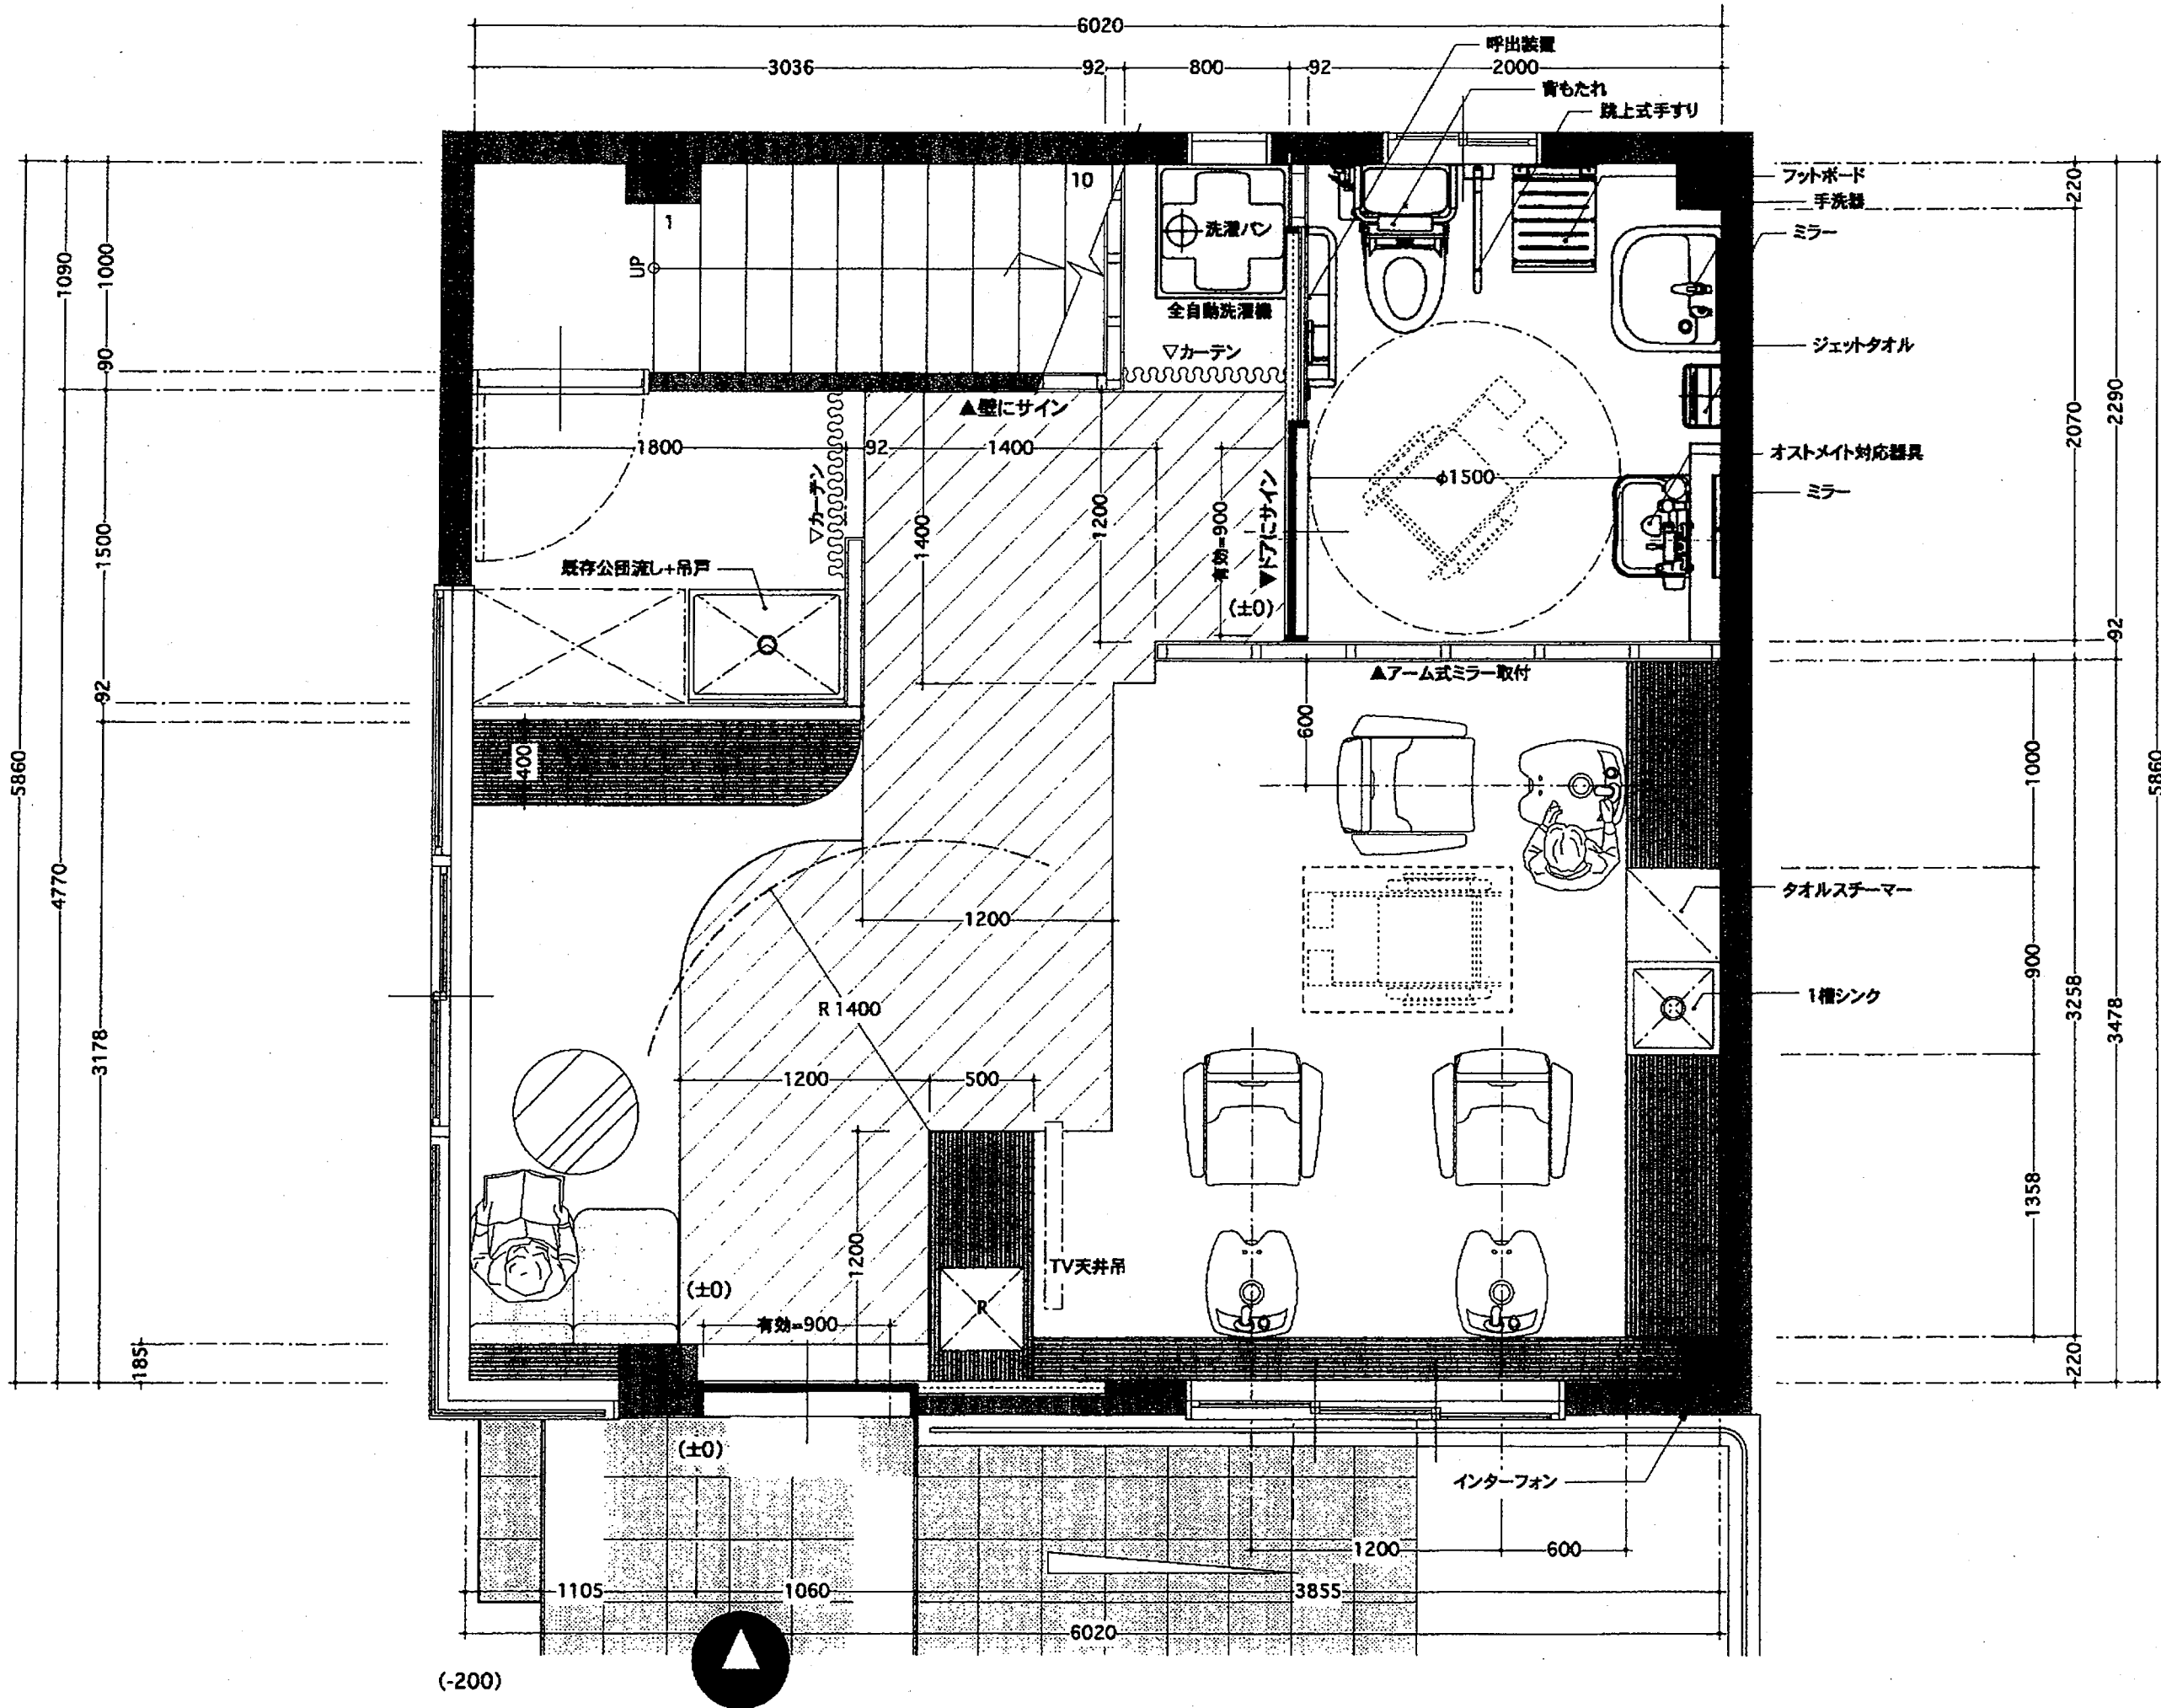 6020
3036
92
800
92
2000
呼出装置
背もたれ
跳上式手すり
フットボード
手洗器
ミラー
ジェットタオル
オストメイト対応器具
ミラー
タオルスチーマー
1槽シンク
インターフォン
5860
1090
4770
1000
90
1500
92
3178
185
220
2070
2290
92
1000
900
1358
3258
3478
220
5860
1
10
UP
洗濯パン
全自動洗濯機
▽カーテン
▲壁にサイン
1800
92
1400
▽カーテン
1400
1200
有効=900
▼ドアにサイン
(±0)
φ1500
既存公団流し+吊戸
▲アーム式ミラー取付
400
600
1200
R 1400
1200
500
1200
TV天井吊
R
(±0)
有効=900
(±0)
1200
600
1105
1060
3855
6020
(-200)